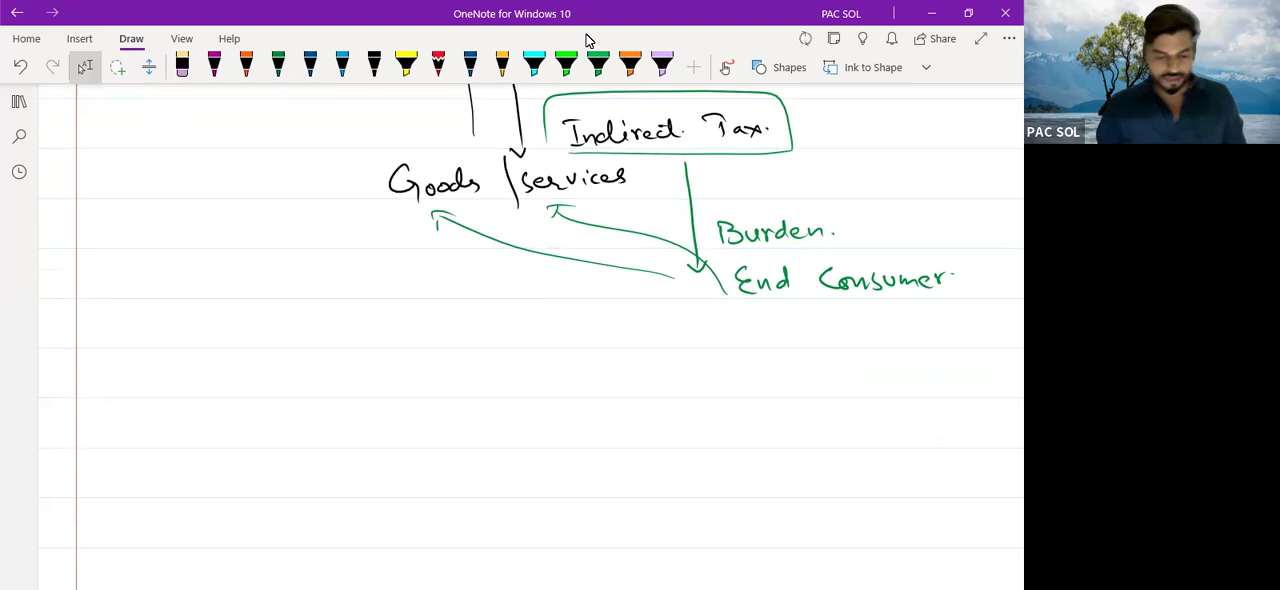 OneNote for Windows 10
PAC SOL
Home Insert Draw View Help
Share
Shapes
Ink to Shape
PAC SOL
Indirect Tax.
Goods / services
Burden.
End Consumer.